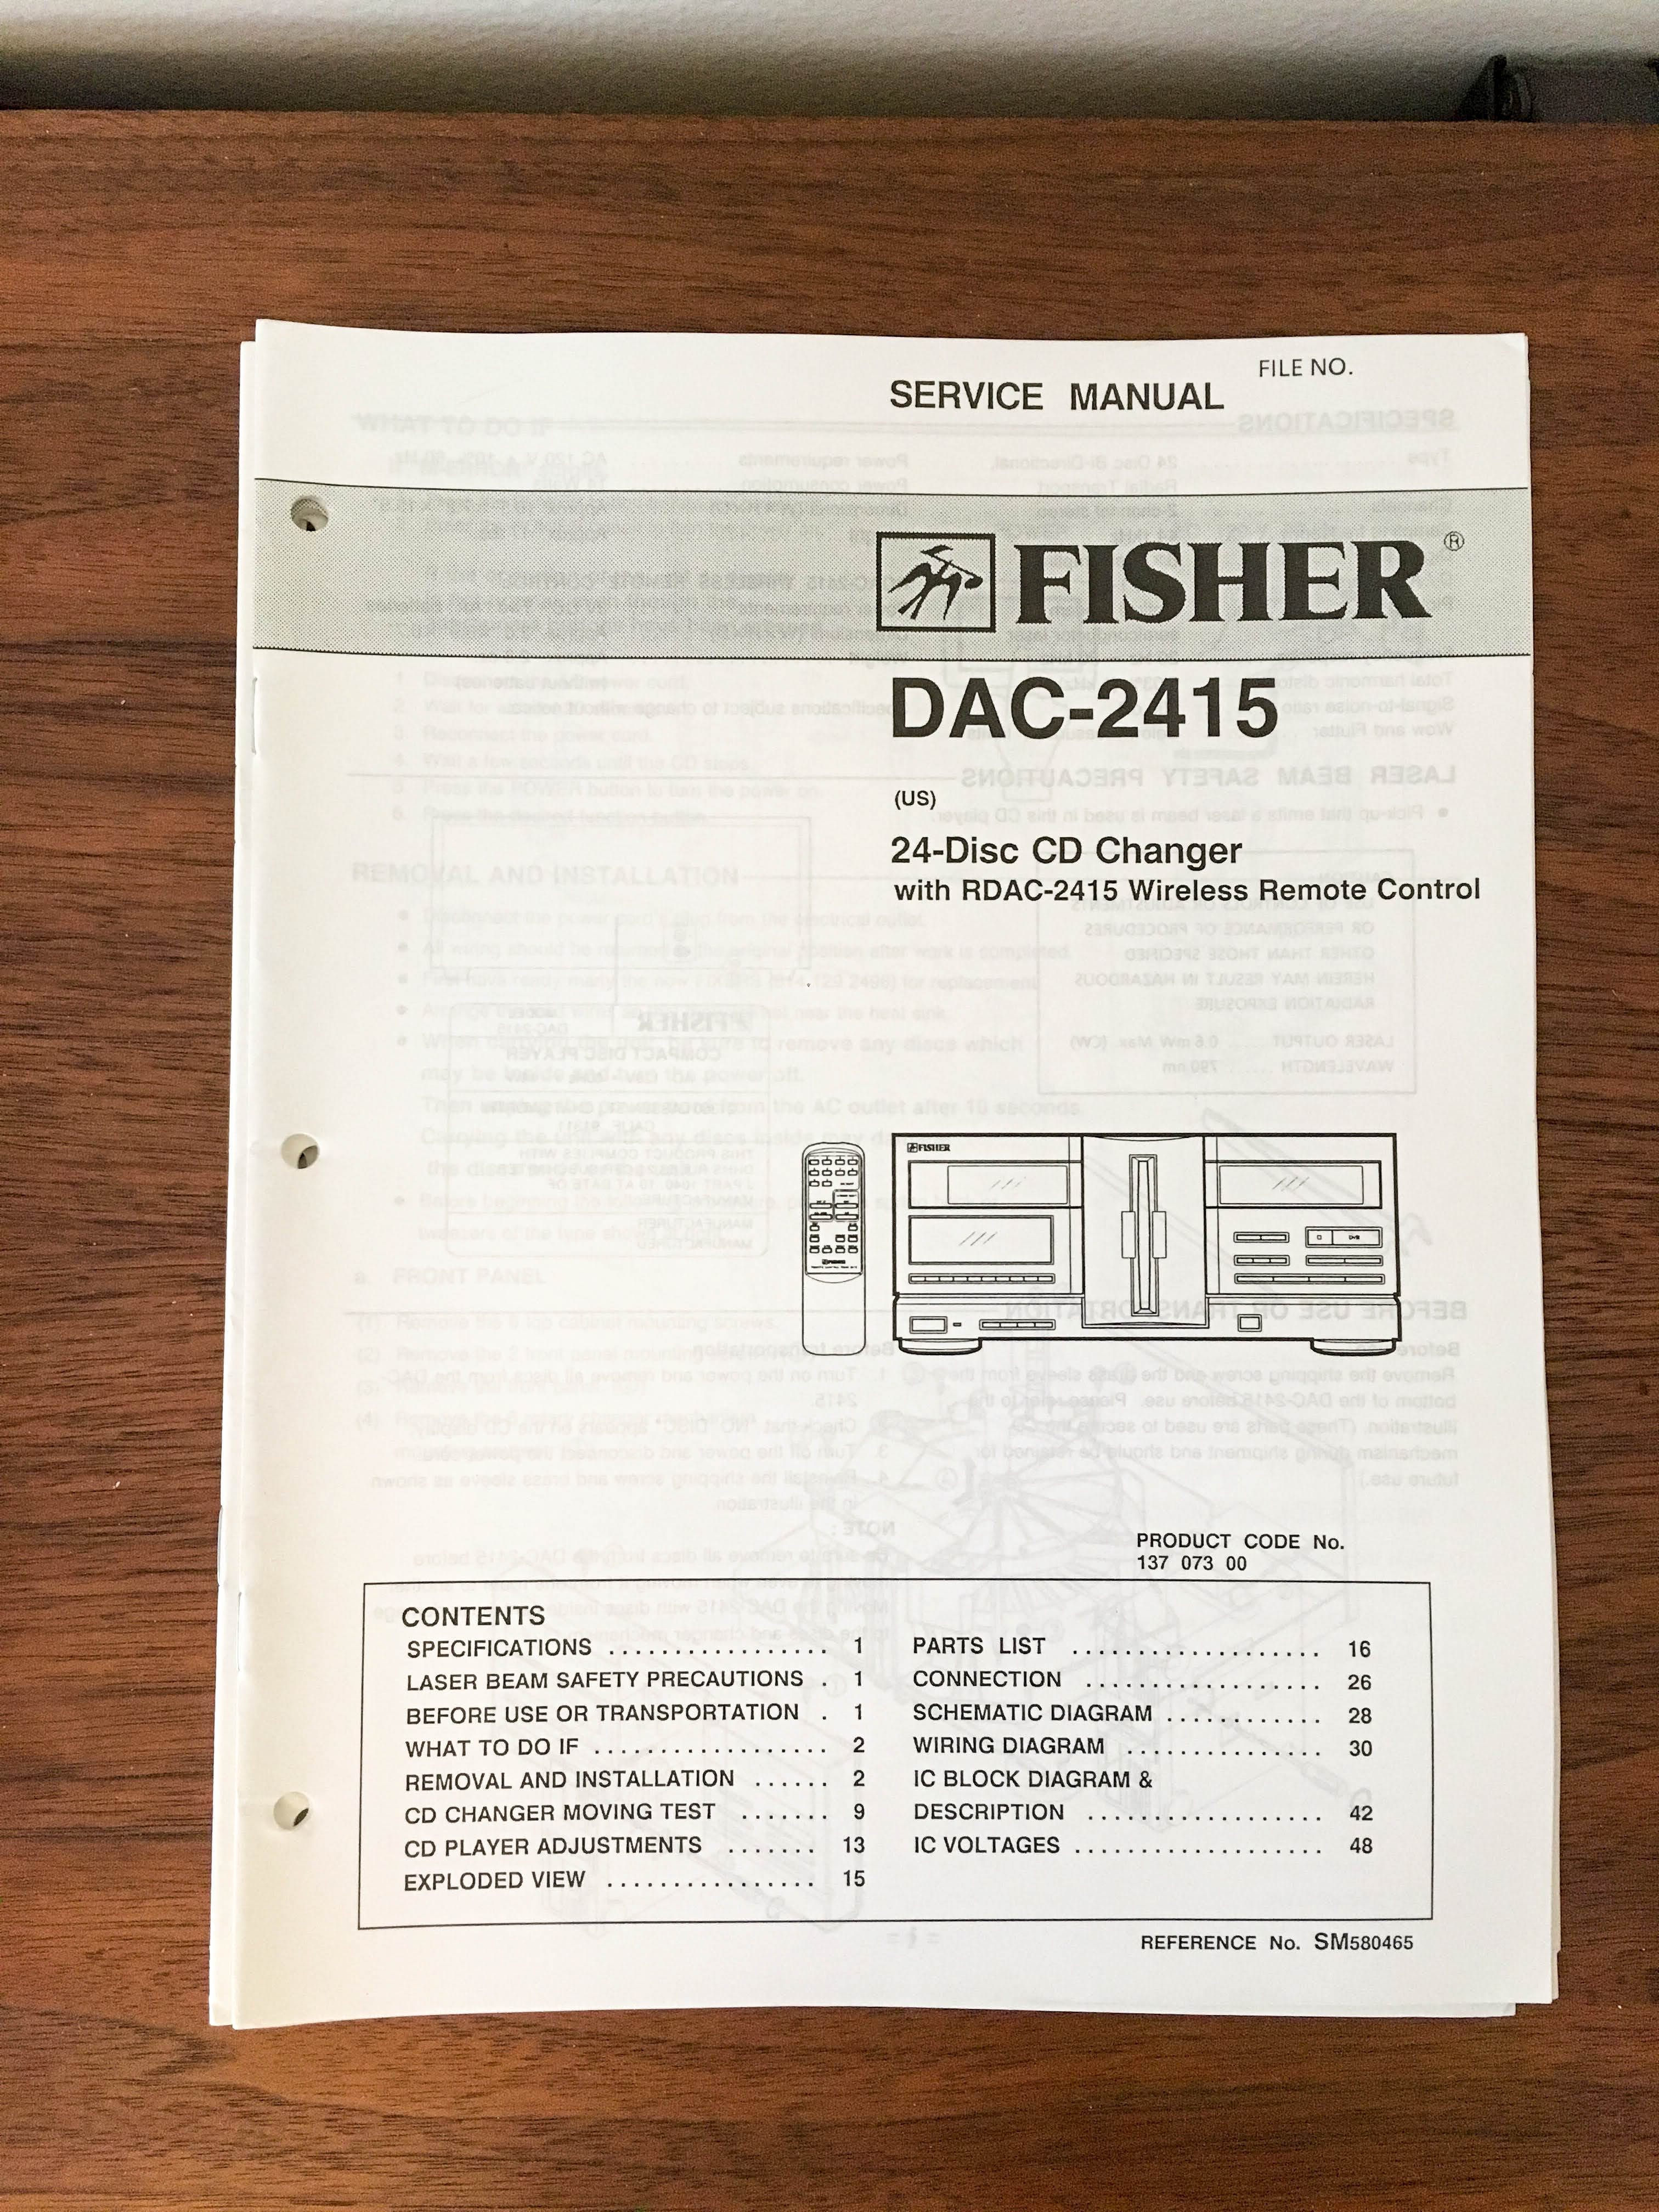 FILE NO.
SERVICE MANUAL
FISHER®
DAC-2415
(US)
24-Disc CD Changer
with RDAC-2415 Wireless Remote Control
FISHER
PRODUCT CODE No.
137 073 00
CONTENTS
SPECIFICATIONS ................. 1
LASER BEAM SAFETY PRECAUTIONS . 1
BEFORE USE OR TRANSPORTATION . 1
WHAT TO DO IF ................... 2
REMOVAL AND INSTALLATION ...... 2
CD CHANGER MOVING TEST ....... 9
CD PLAYER ADJUSTMENTS ....... 13
EXPLODED VIEW ................ 15
PARTS LIST ................... 16
CONNECTION .................. 26
SCHEMATIC DIAGRAM ............ 28
WIRING DIAGRAM ............... 30
IC BLOCK DIAGRAM &
DESCRIPTION .................. 42
IC VOLTAGES ................... 48
REFERENCE No. SM580465